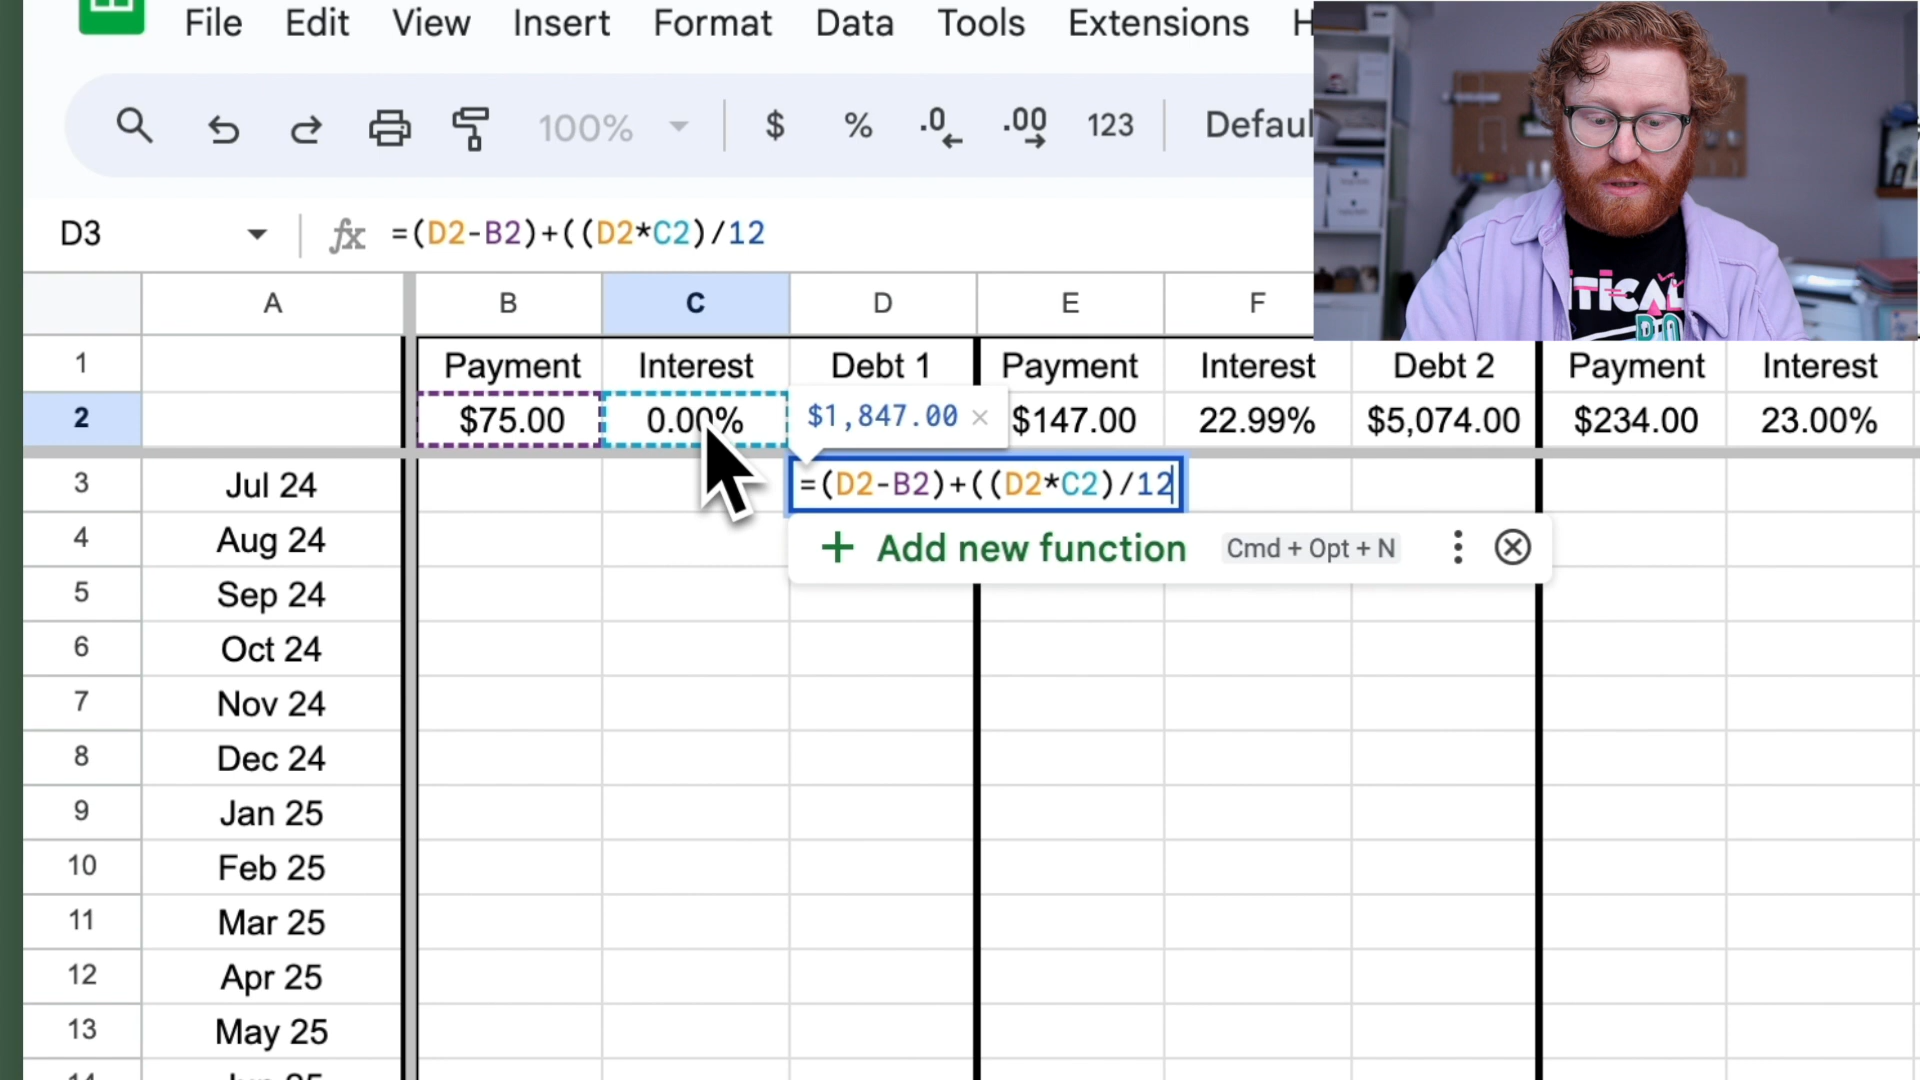 File Edit View Insert Format Data Tools Extensions H
100% $ % .0 .00 123 Defaul
D3 fx =(D2-B2)+((D2*C2)/12
A B C D E F
1 Payment Interest Debt 1 Payment Interest Debt 2 Payment Interest
2 $75.00 0.00% $1,847.00 × $147.00 22.99% $5,074.00 $234.00 23.00%
3 Jul 24 =(D2-B2)+((D2*C2)/12
+ Add new function Cmd + Opt + N
4 Aug 24
5 Sep 24
6 Oct 24
7 Nov 24
8 Dec 24
9 Jan 25
10 Feb 25
11 Mar 25
12 Apr 25
13 May 25
ITICAL